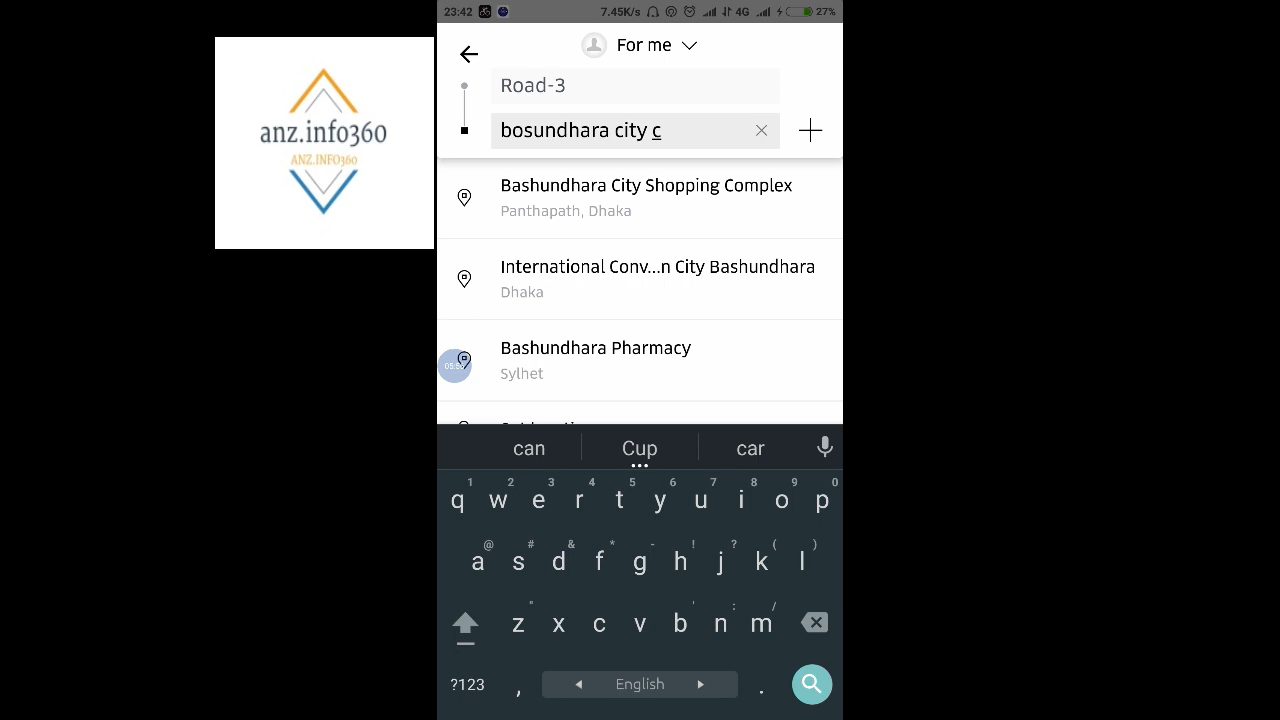 anz.info360
ANZ.INFO360
23:42 7.45K/s 4G 27%
For me
Road-3
bosundhara city c
Bashundhara City Shopping Complex
Panthapath, Dhaka
International Conv...n City Bashundhara
Dhaka
Bashundhara Pharmacy
Sylhet
can Cup car
1 2 3 4 5 6 7 8 9 0
q w e r t y u i o p
@ # & * - ! ? ( )
a s d f g h j k l
" ' : /
z x c v b n m
?123 , English .